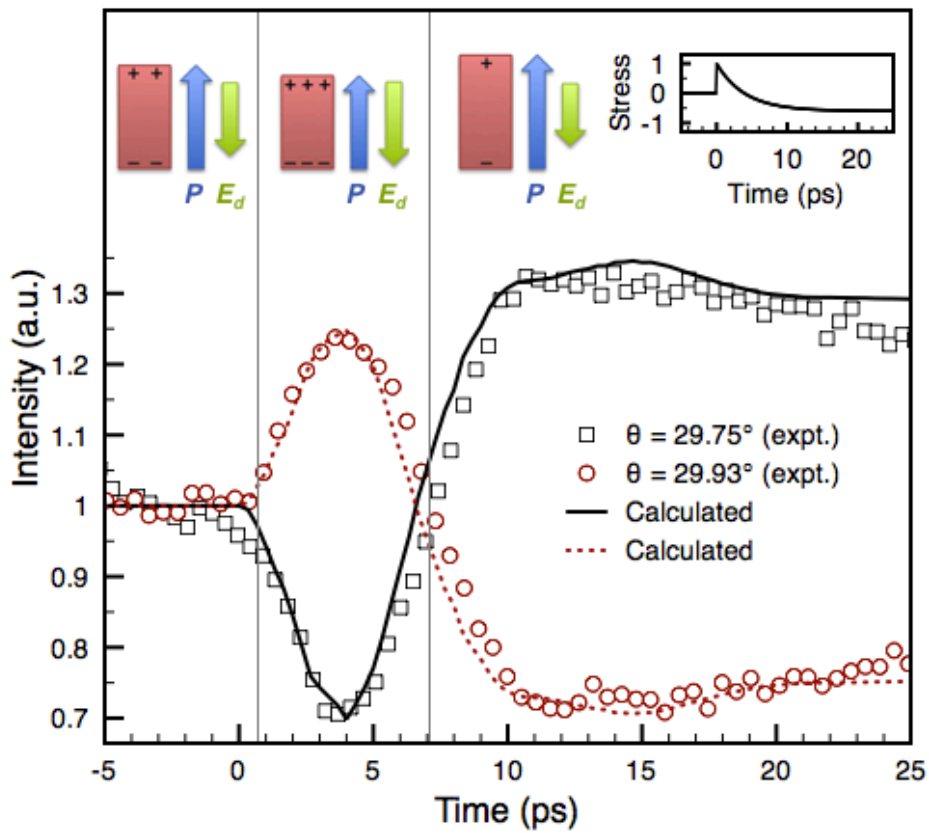 + +
+ + +
+
− −
− − −
−
P E_d
P E_d
P E_d
Stress
1
0
-1
0 10 20
Time (ps)
Intensity (a.u.)
1.3
1.2
1.1
1
0.9
0.8
0.7
θ = 29.75° (expt.)
θ = 29.93° (expt.)
Calculated
Calculated
-5 0 5 10 15 20 25
Time (ps)